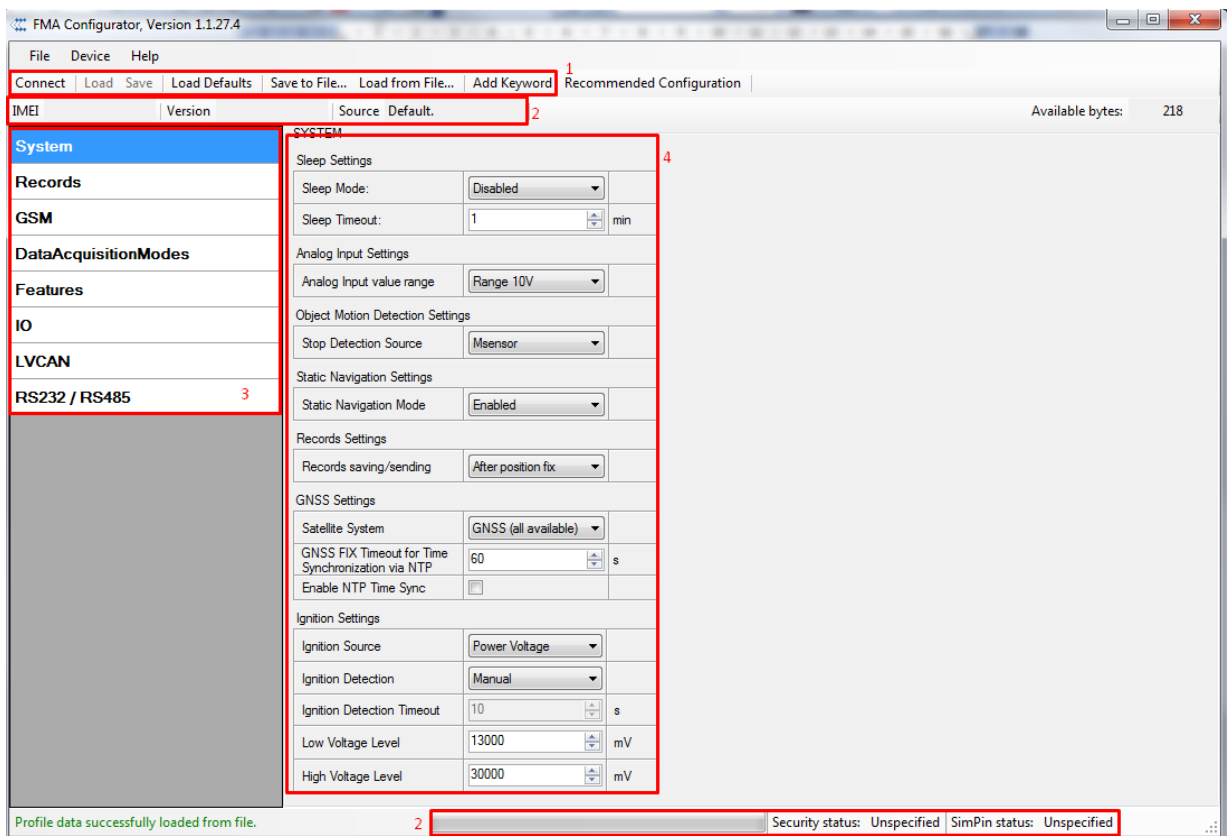 FMA Configurator, Version 1.1.27.4
File Device Help
1
Connect Load Save Load Defaults Save to File... Load from File... Add Keyword Recommended Configuration
IMEI Version Source Default. 2 Available bytes: 218
System
Records
GSM
DataAcquisitionModes
Features
IO
LVCAN
RS232 / RS485 3
SYSTEM
4
Sleep Settings
Sleep Mode: Disabled
Sleep Timeout: 1 min
Analog Input Settings
Analog Input value range Range 10V
Object Motion Detection Settings
Stop Detection Source Msensor
Static Navigation Settings
Static Navigation Mode Enabled
Records Settings
Records saving/sending After position fix
GNSS Settings
Satellite System GNSS (all available)
GNSS FIX Timeout for Time
Synchronization via NTP 60 s
Enable NTP Time Sync
Ignition Settings
Ignition Source Power Voltage
Ignition Detection Manual
Ignition Detection Timeout 10 s
Low Voltage Level 13000 mV
High Voltage Level 30000 mV
Profile data successfully loaded from file. 2 Security status: Unspecified SimPin status: Unspecified